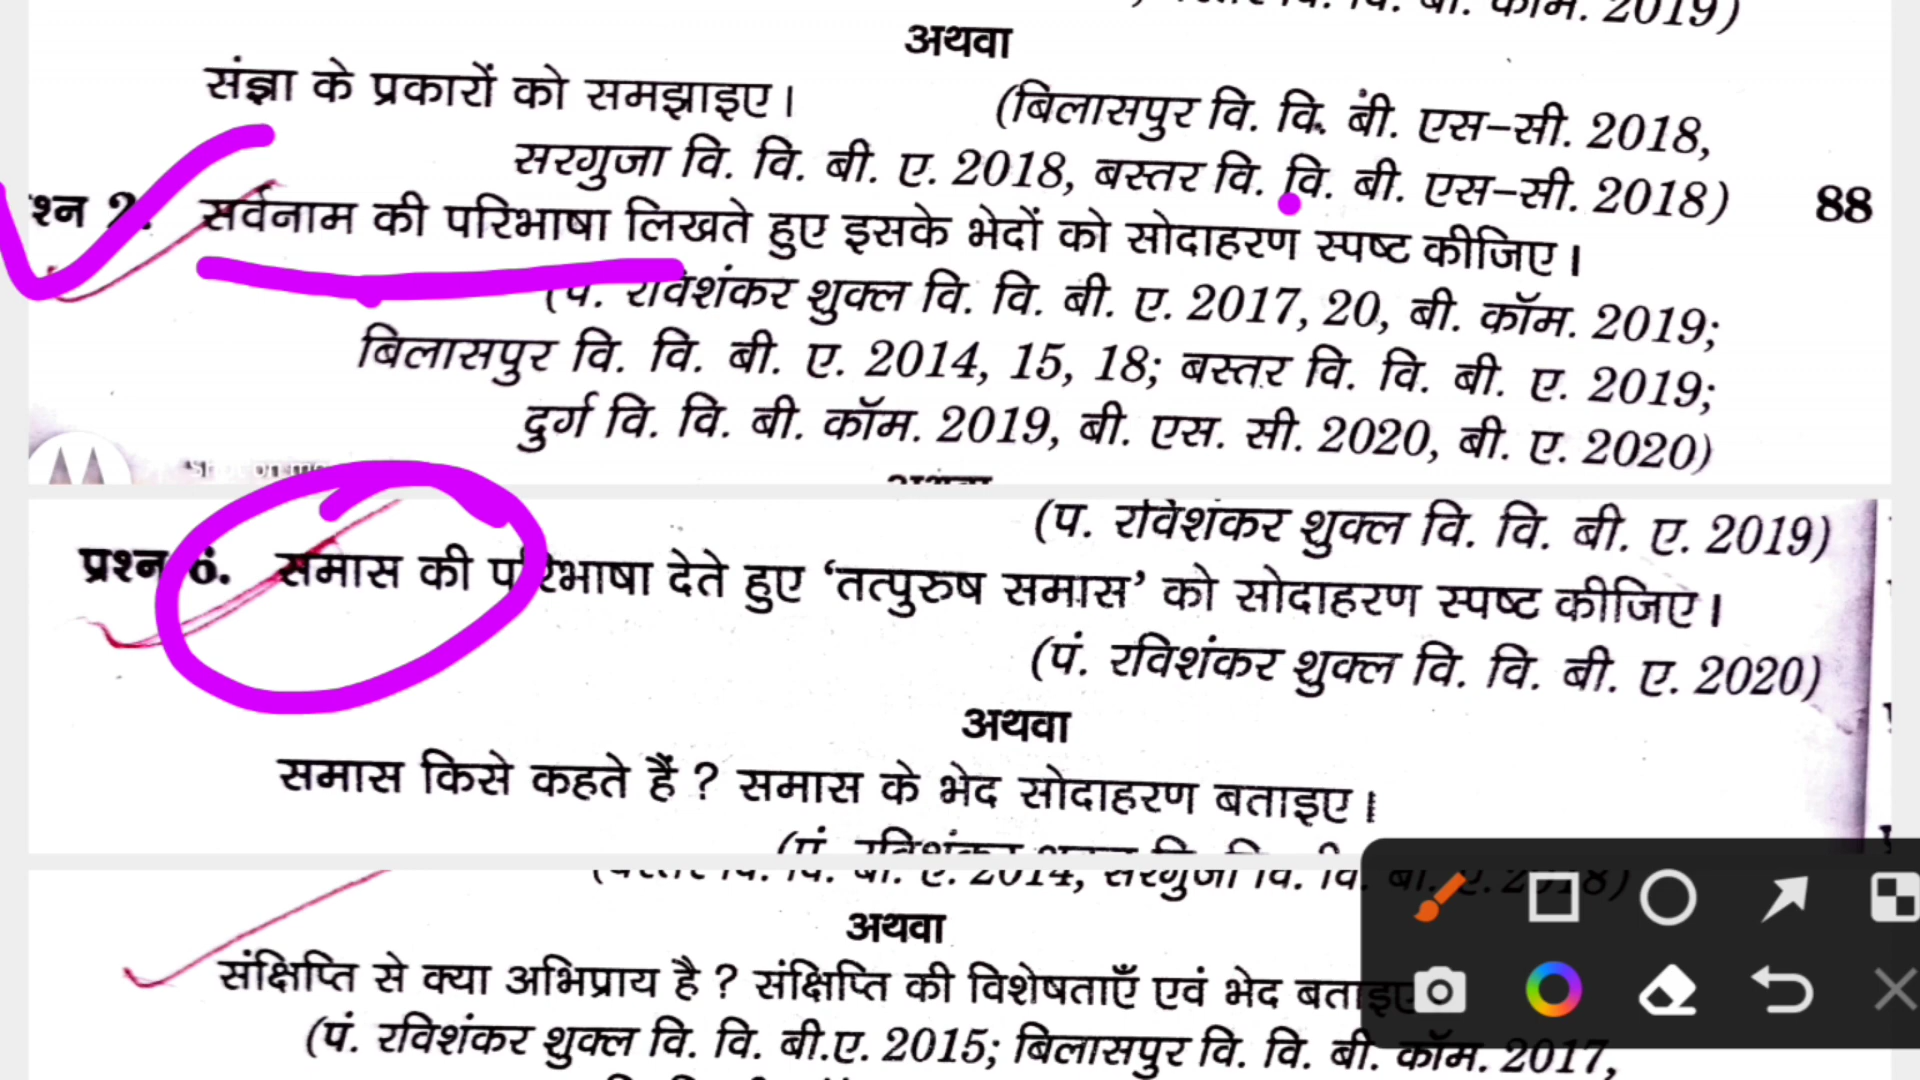 2019)
अथवा
संज्ञा के प्रकारों को समझाइए।
(बिलासपुर वि. वि. बी. एस-सी. 2018,
सरगुजा वि. वि. बी. ए. 2018, बस्तर वि. वि. बी. एस-सी. 2018) 88
सर्वनाम की परिभाषा लिखते हुए इसके भेदों को सोदाहरण स्पष्ट कीजिए।
रविशंकर शुक्ल वि. वि. बी. ए. 2017, 20, बी. कॉम. 2019;
बिलासपुर वि. वि. बी. ए. 2014, 15, 18; बस्तर वि. वि. बी. ए. 2019;
दुर्ग वि. वि. बी. कॉम. 2019, बी. एस. सी. 2020, बी. ए. 2020)
(प. रविशंकर शुक्ल वि. वि. बी. ए. 2019)
प्रश्न 6. समास की परिभाषा देते हुए ‘तत्पुरुष समास’ को सोदाहरण स्पष्ट कीजिए।
(पं. रविशंकर शुक्ल वि. वि. बी. ए. 2020)
अथवा
समास किसे कहते हैं ? समास के भेद सोदाहरण बताइए।
अथवा
संक्षिप्ति से क्या अभिप्राय है ? संक्षिप्ति की विशेषताएँ एवं भेद बताइए
(पं. रविशंकर शुक्ल वि. वि. बी.ए. 2015; बिलासपुर वि. वि. बी. कॉम. 2017,